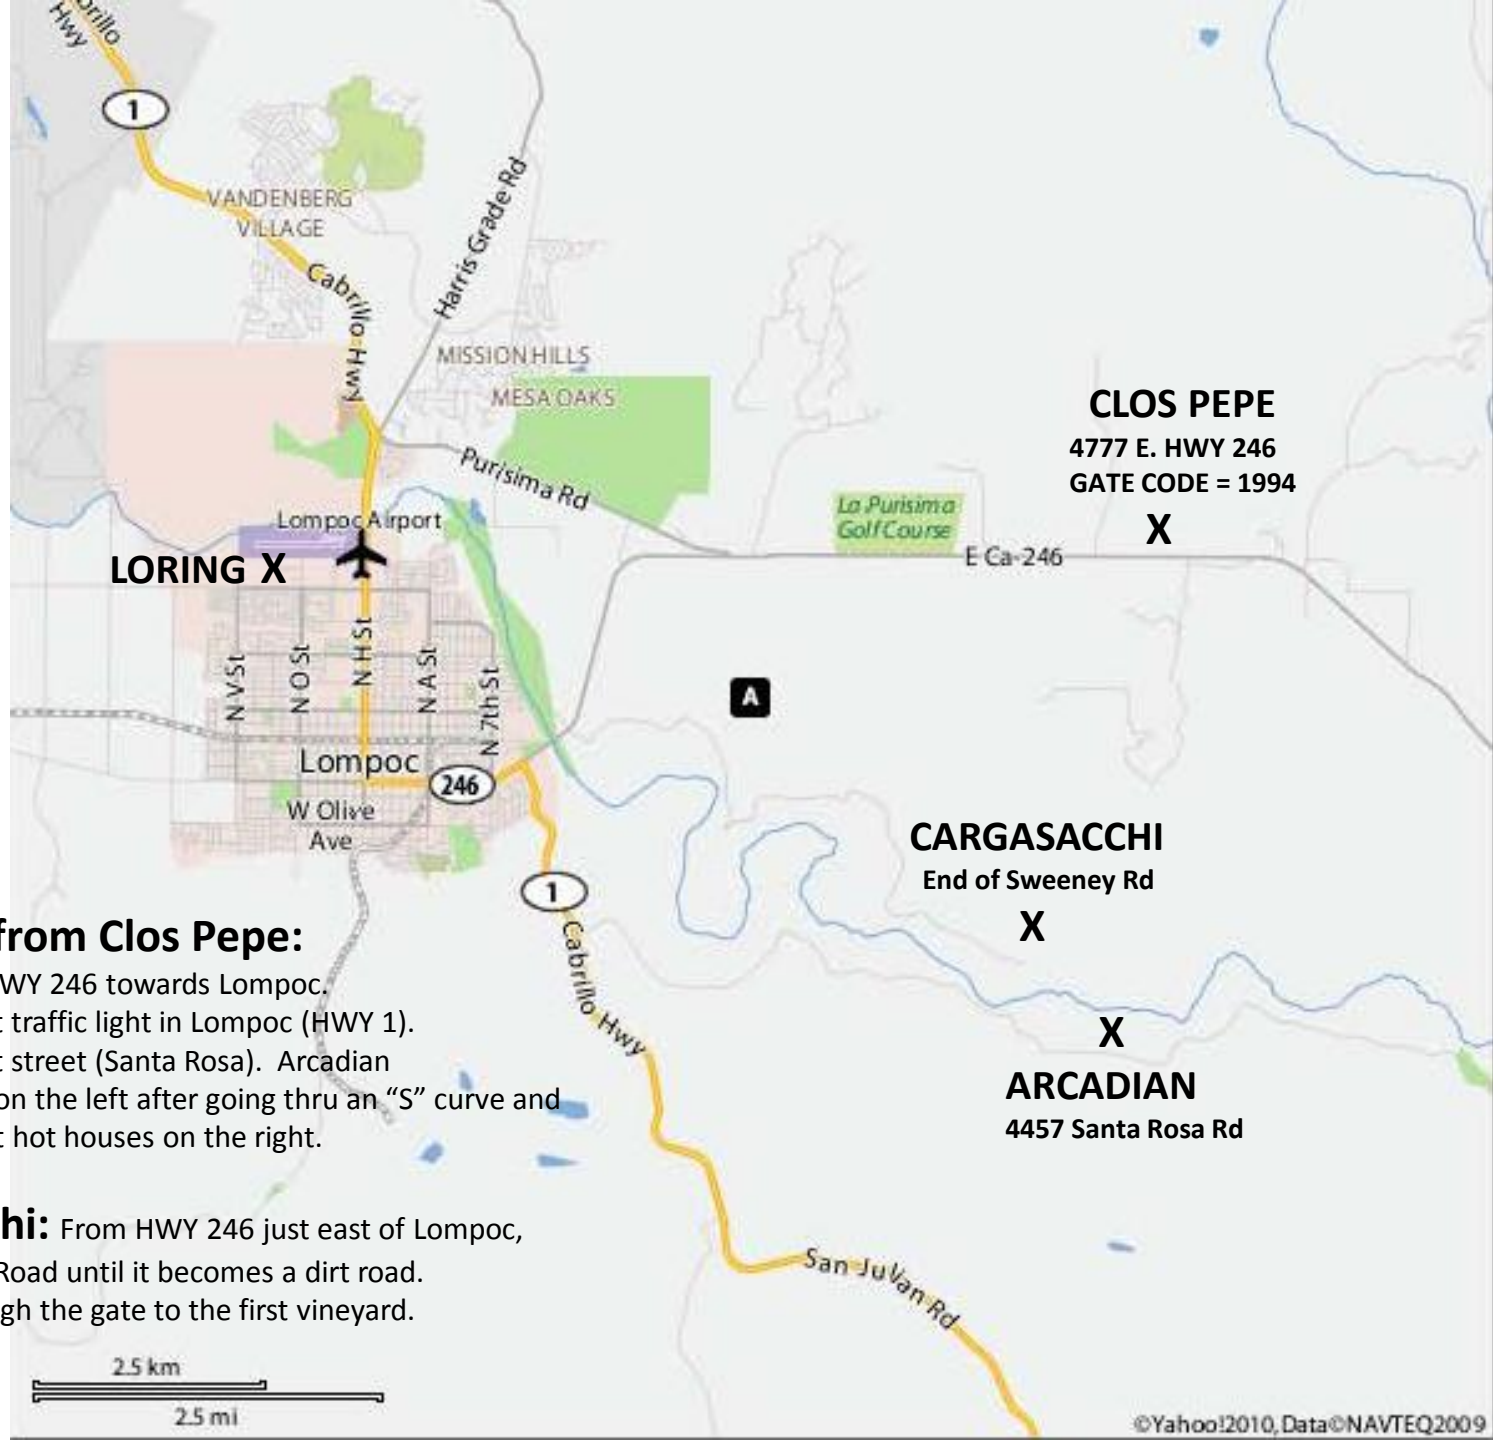 brillo
Hwy
1
VANDENBERG
VILLAGE
Harris Grade Rd
Cabrillo Hwy
MISSION HILLS
MESA OAKS
CLOS PEPE
4777 E. HWY 246
GATE CODE = 1994
X
Purisima Rd
La Purisima
Golf Course
Lompoc Airport
E Ca-246
LORING X
N V St
N O St
N H St
N A St
N 7th St
A
Lompoc
246
W Olive
Ave
CARGASACCHI
End of Sweeney Rd
X
1
Cabrillo Hwy
from Clos Pepe:
WY 246 towards Lompoc.
t traffic light in Lompoc (HWY 1).
t street (Santa Rosa).  Arcadian
on the left after going thru an “S” curve and
t hot houses on the right.
X
ARCADIAN
4457 Santa Rosa Rd
hi: From HWY 246 just east of Lompoc,
Road until it becomes a dirt road.
gh the gate to the first vineyard.
San Julian Rd
2.5 km
2.5 mi
©Yahoo!2010, Data©NAVTEQ2009